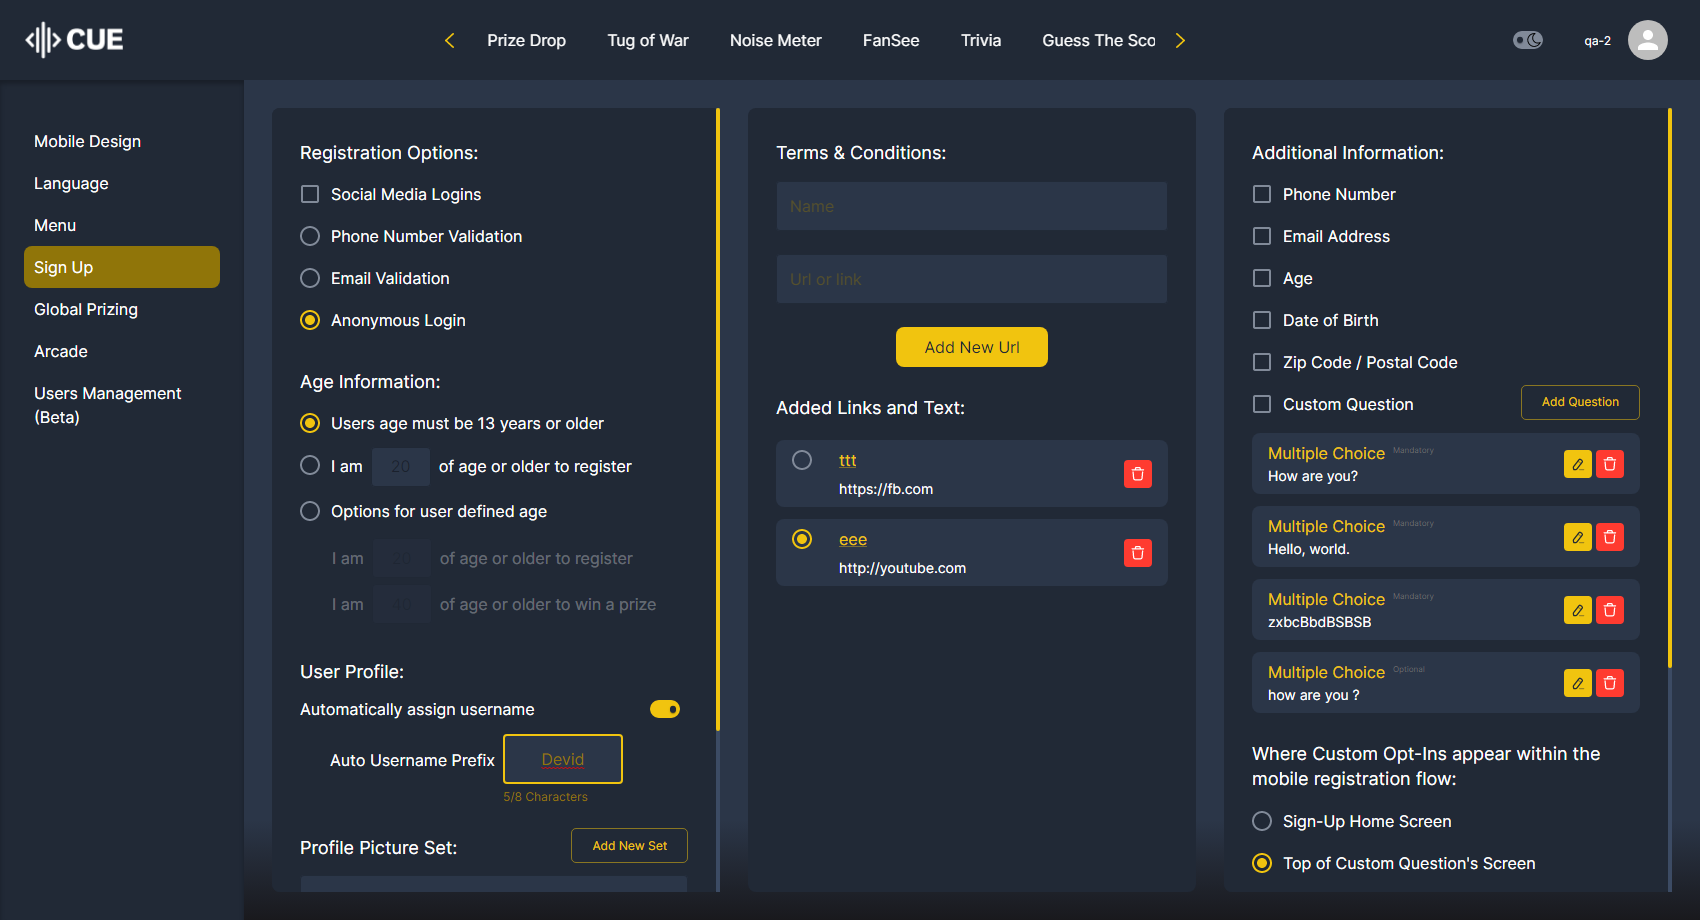 CUE
Prize Drop
Tug of War
Noise Meter
FanSee
Trivia
Guess The Sco
qa-2
Mobile Design
Language
Menu
Sign Up
Global Prizing
Arcade
Users Management
(Beta)
Registration Options:
Social Media Logins
Phone Number Validation
Email Validation
Anonymous Login
Age Information:
Users age must be 13 years or older
I am 20 of age or older to register
Options for user defined age
I am 20 of age or older to register
I am 40 of age or older to win a prize
User Profile:
Automatically assign username
Auto Username Prefix Devid
5/8 Characters
Profile Picture Set:
Add New Set
Terms & Conditions:
Name
Url or link
Add New Url
Added Links and Text:
ttt
https://fb.com
eee
http://youtube.com
Additional Information:
Phone Number
Email Address
Age
Date of Birth
Zip Code / Postal Code
Custom Question
Add Question
Multiple Choice Mandatory
How are you?
Multiple Choice Mandatory
Hello, world.
Multiple Choice Mandatory
zxbcBbdBSBSB
Multiple Choice Optional
how are you ?
Where Custom Opt-Ins appear within the
mobile registration flow:
Sign-Up Home Screen
Top of Custom Question's Screen